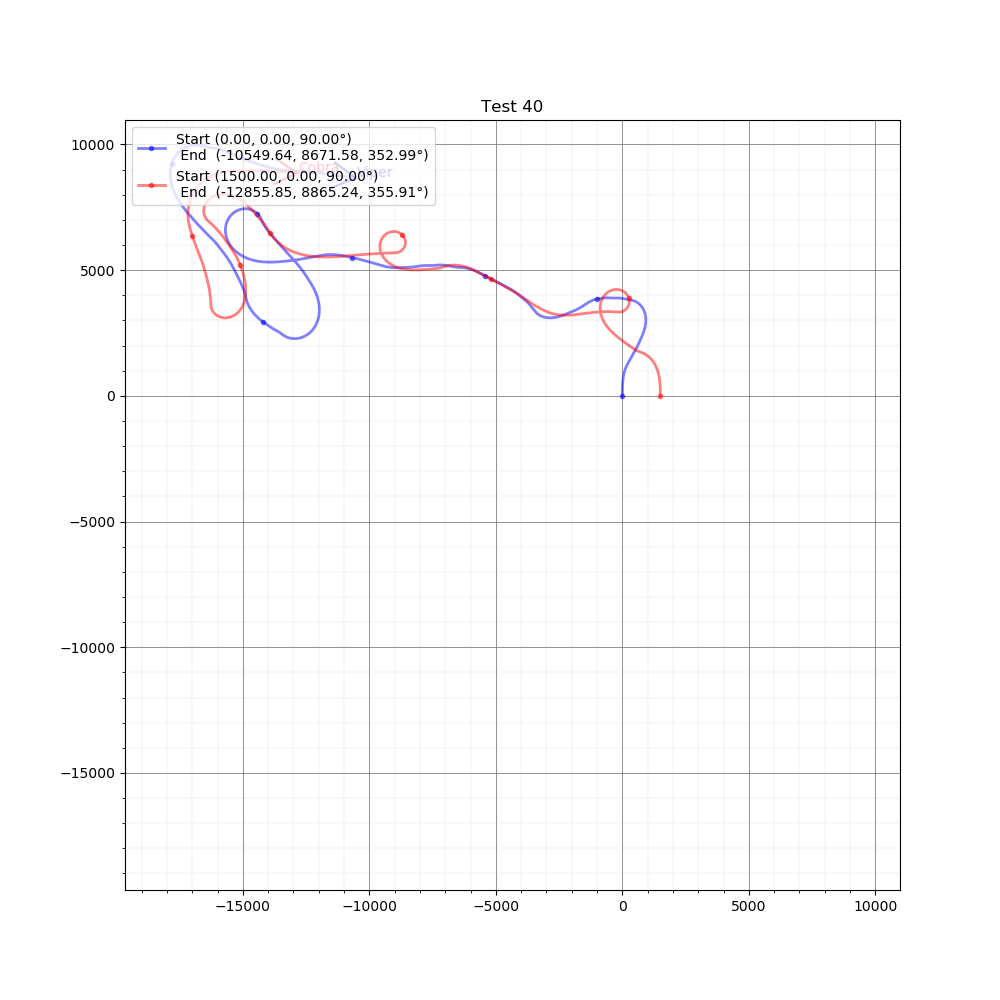 Test 40
Start (0.00, 0.00, 90.00°)
End (-10549.64, 8671.58, 352.99°)
Start (1500.00, 0.00, 90.00°)
End (-12855.85, 8865.24, 355.91°)
Cobra
10000
5000
0
−5000
−10000
−15000
−15000 −10000 −5000 0 5000 10000